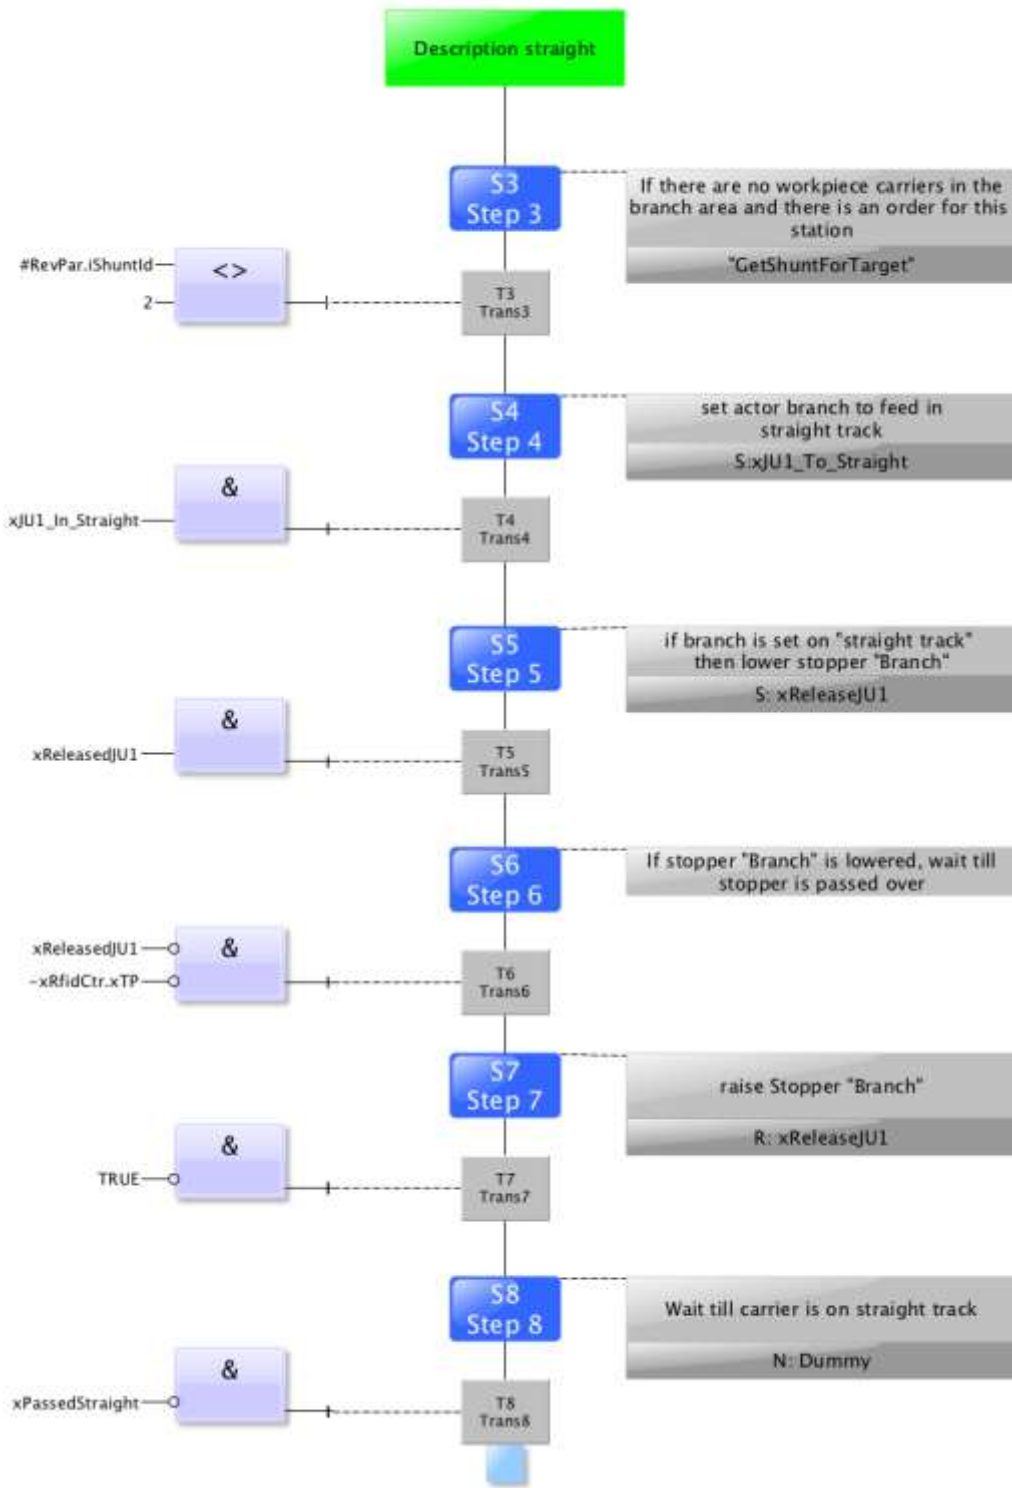 Description straight
S3
Step 3
If there are no workpiece carriers in the
branch area and there is an order for this
station
"GetShuntForTarget"
#RevPar.iShuntId
<>
2
T3
Trans3
S4
Step 4
set actor branch to feed in
straight track
S:xJU1_To_Straight
&
xJU1_In_Straight
T4
Trans4
S5
Step 5
if branch is set on "straight track"
then lower stopper "Branch"
S: xReleaseJU1
&
xReleasedJU1
T5
Trans5
S6
Step 6
If stopper "Branch" is lowered, wait till
stopper is passed over
xReleasedJU1
&
~xRfidCtr.xTP
T6
Trans6
S7
Step 7
raise Stopper "Branch"
R: xReleaseJU1
&
TRUE
T7
Trans7
S8
Step 8
Wait till carrier is on straight track
N: Dummy
&
xPassedStraight
T8
Trans8